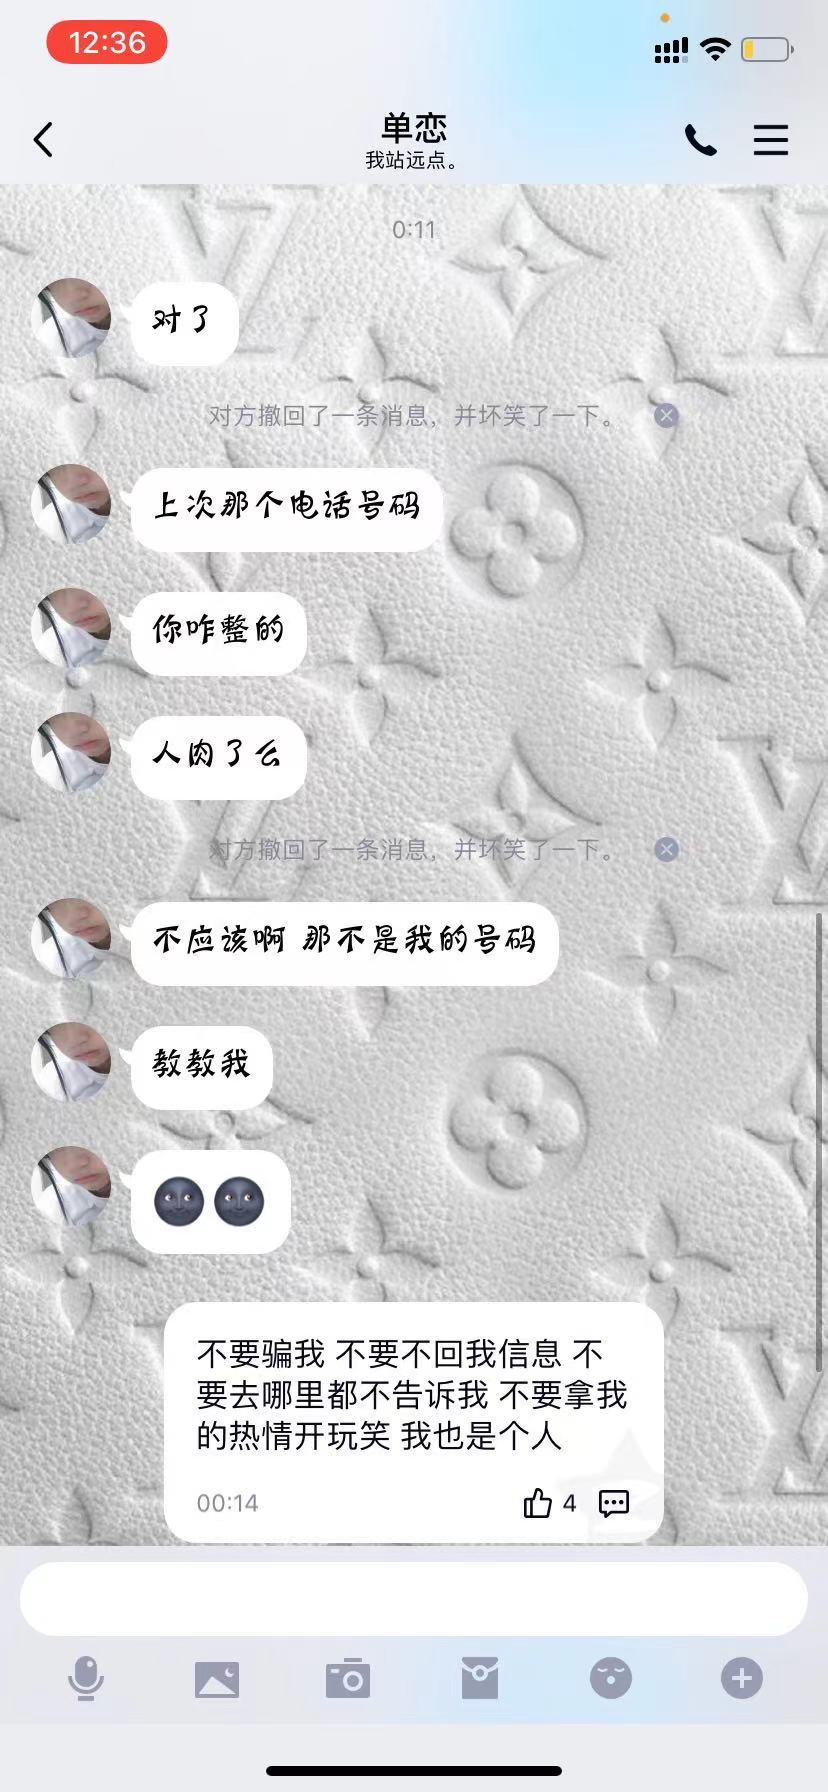 12:36
单恋
我站远点。
0:11
对了
对方撤回了一条消息，并坏笑了一下。
上次那个电话号码
你咋整的
人肉了么
对方撤回了一条消息，并坏笑了一下。
不应该啊 那不是我的号码
教教我
不要骗我 不要不回我信息 不
要去哪里都不告诉我 不要拿我
的热情开玩笑 我也是个人
00:14
4